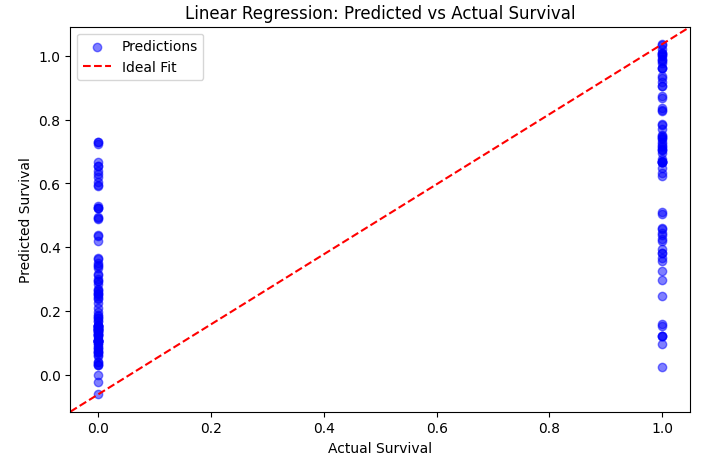 Linear Regression: Predicted vs Actual Survival
Predictions
Ideal Fit
1.0
0.8
0.6
0.4
0.2
0.0
Predicted Survival
0.0 0.2 0.4 0.6 0.8 1.0
Actual Survival